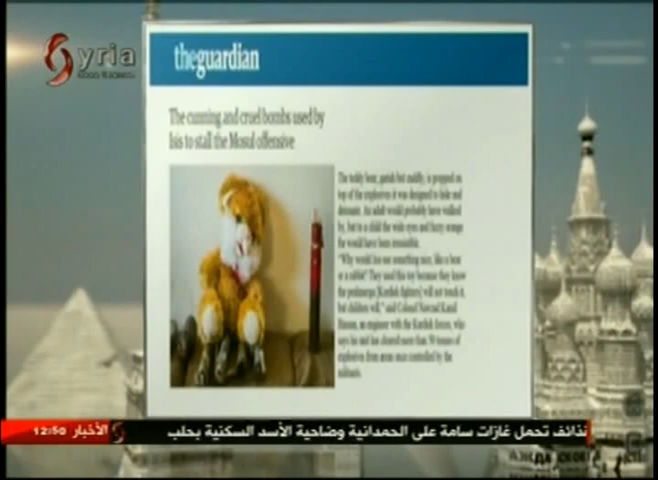 Syria
theguardian
The cunning and cruel bombs used by
Isis to stall the Mosul offensive
The teddy bear, garish but cuddly, is propped on
top of the explosives it was designed to hide and
detonate. An adult would probably have walked
by, but to a child the wide eyes and fuzzy orange
fur would have been irresistible.
"Why would Isis use something nice, like a bear
or a rabbit? They used this toy because they know
the peshmerga [Kurdish fighters] will not touch it,
but children will," said Colonel Nawzad Kamil
Hassan, an engineer with the Kurdish forces, who
says his unit has cleared more than 50 tonnes of
explosives from areas once controlled by the
militants.
الأخبار 12:50
قذائف تحمل غازات سامة على الحمدانية وضاحية الأسد السكنية بحلب